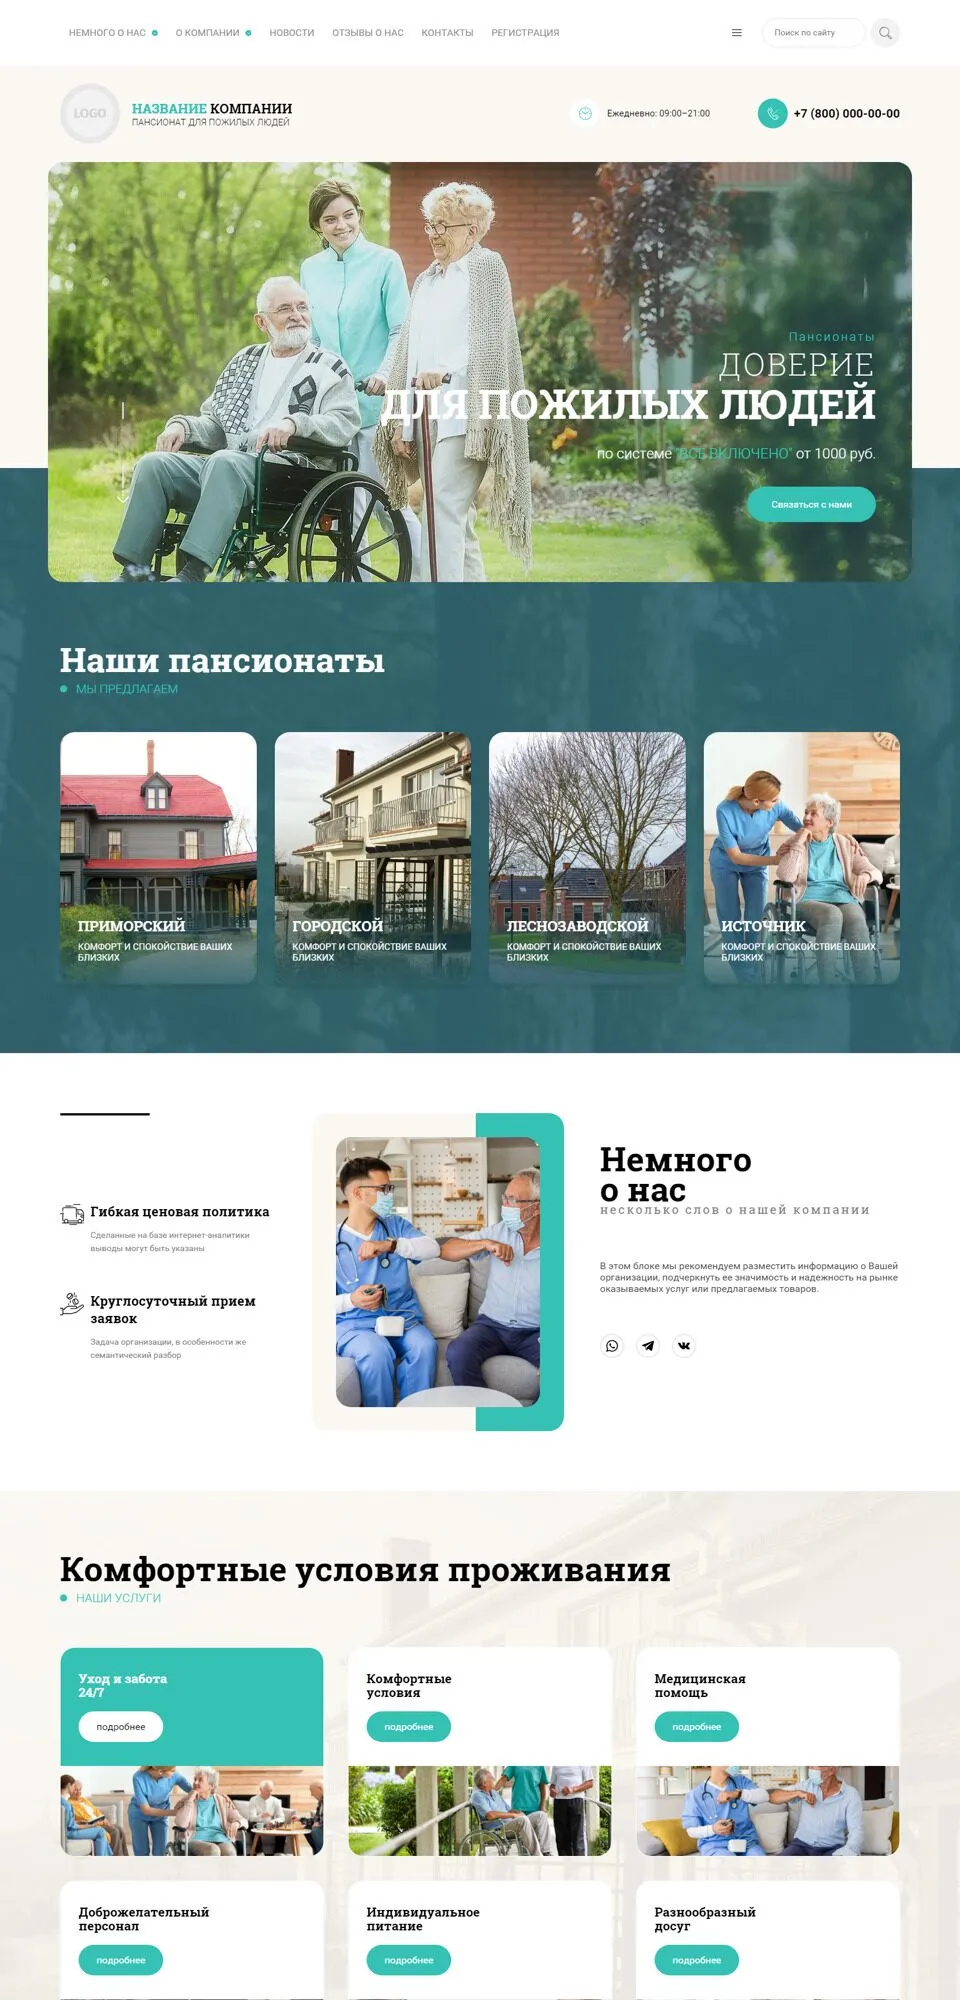 НЕМНОГО О НАС О КОМПАНИИ НОВОСТИ ОТЗЫВЫ О НАС КОНТАКТЫ РЕГИСТРАЦИЯ Поиск по сайту
LOGO
НАЗВАНИЕ КОМПАНИИ
ПАНСИОНАТ ДЛЯ ПОЖИЛЫХ ЛЮДЕЙ
Ежедневно: 09:00–21:00
+7 (800) 000-00-00
Пансионаты
ДОВЕРИЕ
ДЛЯ ПОЖИЛЫХ ЛЮДЕЙ
по системе "ВСЕ ВКЛЮЧЕНО" от 1000 руб.
Связаться с нами
Наши пансионаты
МЫ ПРЕДЛАГАЕМ
ПРИМОРСКИЙ
КОМФОРТ И СПОКОЙСТВИЕ ВАШИХ
БЛИЗКИХ
ГОРОДСКОЙ
КОМФОРТ И СПОКОЙСТВИЕ ВАШИХ
БЛИЗКИХ
ЛЕСНОЗАВОДСКОЙ
КОМФОРТ И СПОКОЙСТВИЕ ВАШИХ
БЛИЗКИХ
ИСТОЧНИК
КОМФОРТ И СПОКОЙСТВИЕ ВАШИХ
БЛИЗКИХ
Гибкая ценовая политика
Сделанные на базе интернет-аналитики
выводы могут быть указаны
Круглосуточный прием
заявок
Задача организации, в особенности же
семантический разбор
Немного
о нас
несколько слов о нашей компании
В этом блоке мы рекомендуем разместить информацию о Вашей
организации, подчеркнуть ее значимость и надежность на рынке
оказываемых услуг или предлагаемых товаров.
Комфортные условия проживания
НАШИ УСЛУГИ
Уход и забота
24/7
подробнее
Комфортные
условия
подробнее
Медицинская
помощь
подробнее
Доброжелательный
персонал
подробнее
Индивидуальное
питание
подробнее
Разнообразный
досуг
подробнее